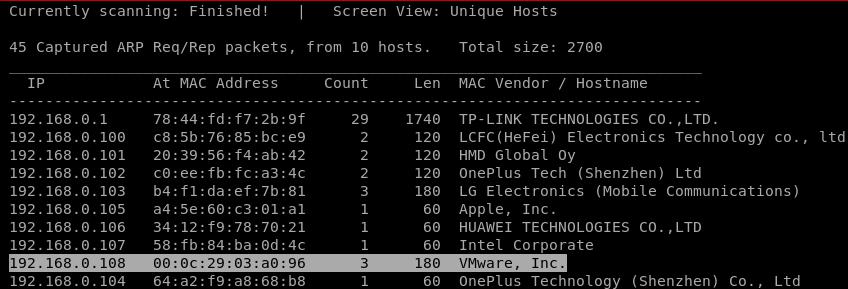 Currently scanning: Finished!   |   Screen View: Unique Hosts
45 Captured ARP Req/Rep packets, from 10 hosts.   Total size: 2700
_____________________________________________________________________________
  IP            At MAC Address     Count     Len  MAC Vendor / Hostname
-----------------------------------------------------------------------------
192.168.0.1     78:44:fd:f7:2b:9f     29    1740  TP-LINK TECHNOLOGIES CO.,LTD.
192.168.0.100   c8:5b:76:85:bc:e9      2     120  LCFC(HeFei) Electronics Technology co., ltd
192.168.0.101   20:39:56:f4:ab:42      2     120  HMD Global Oy
192.168.0.102   c0:ee:fb:fc:a3:4c      2     120  OnePlus Tech (Shenzhen) Ltd
192.168.0.103   b4:f1:da:ef:7b:81      3     180  LG Electronics (Mobile Communications)
192.168.0.105   a4:5e:60:c3:01:a1      1      60  Apple, Inc.
192.168.0.106   34:12:f9:78:70:21      1      60  HUAWEI TECHNOLOGIES CO.,LTD
192.168.0.107   58:fb:84:ba:0d:4c      1      60  Intel Corporate
192.168.0.108   00:0c:29:03:a0:96      3     180  VMware, Inc.
192.168.0.104   64:a2:f9:a8:68:b8      1      60  OnePlus Technology (Shenzhen) Co., Ltd